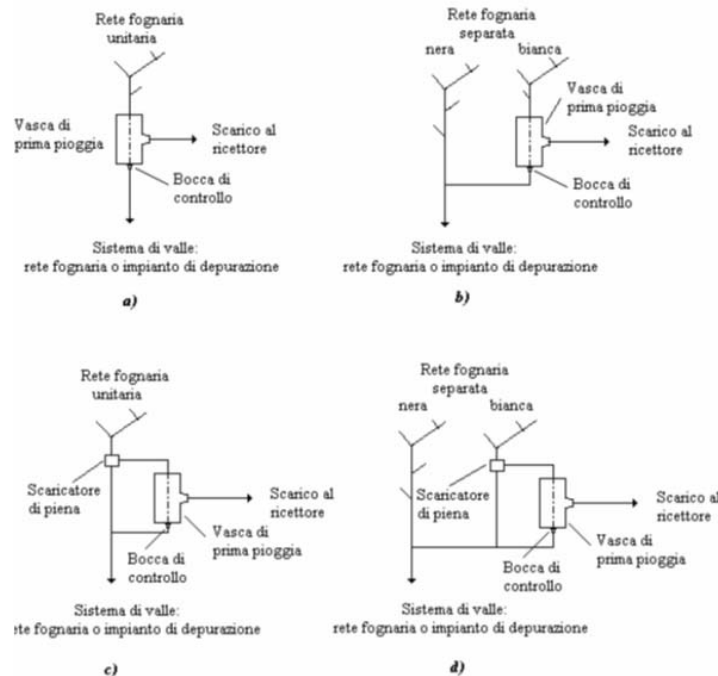 Rete fognaria
unitaria
Vasca di
prima pioggia
Scarico al
ricettore
Bocca di
controllo
Sistema di valle:
rete fognaria o impianto di depurazione
a)
Rete fognaria
separata
nera
bianca
Vasca di
prima pioggia
Scarico al
ricettore
Bocca di
controllo
Sistema di valle:
rete fognaria o impianto di depurazione
b)
Rete fognaria
unitaria
Scaricatore
di piena
Scarico al
ricettore
Vasca di
prima pioggia
Bocca di
controllo
Sistema di valle:
ete fognaria o impianto di depurazione
c)
Rete fognaria
separata
nera
bianca
Scaricatore
di piena
Scarico al
ricettore
Vasca di
prima pioggia
Bocca di
controllo
Sistema di valle:
rete fognaria o impianto di depurazione
d)